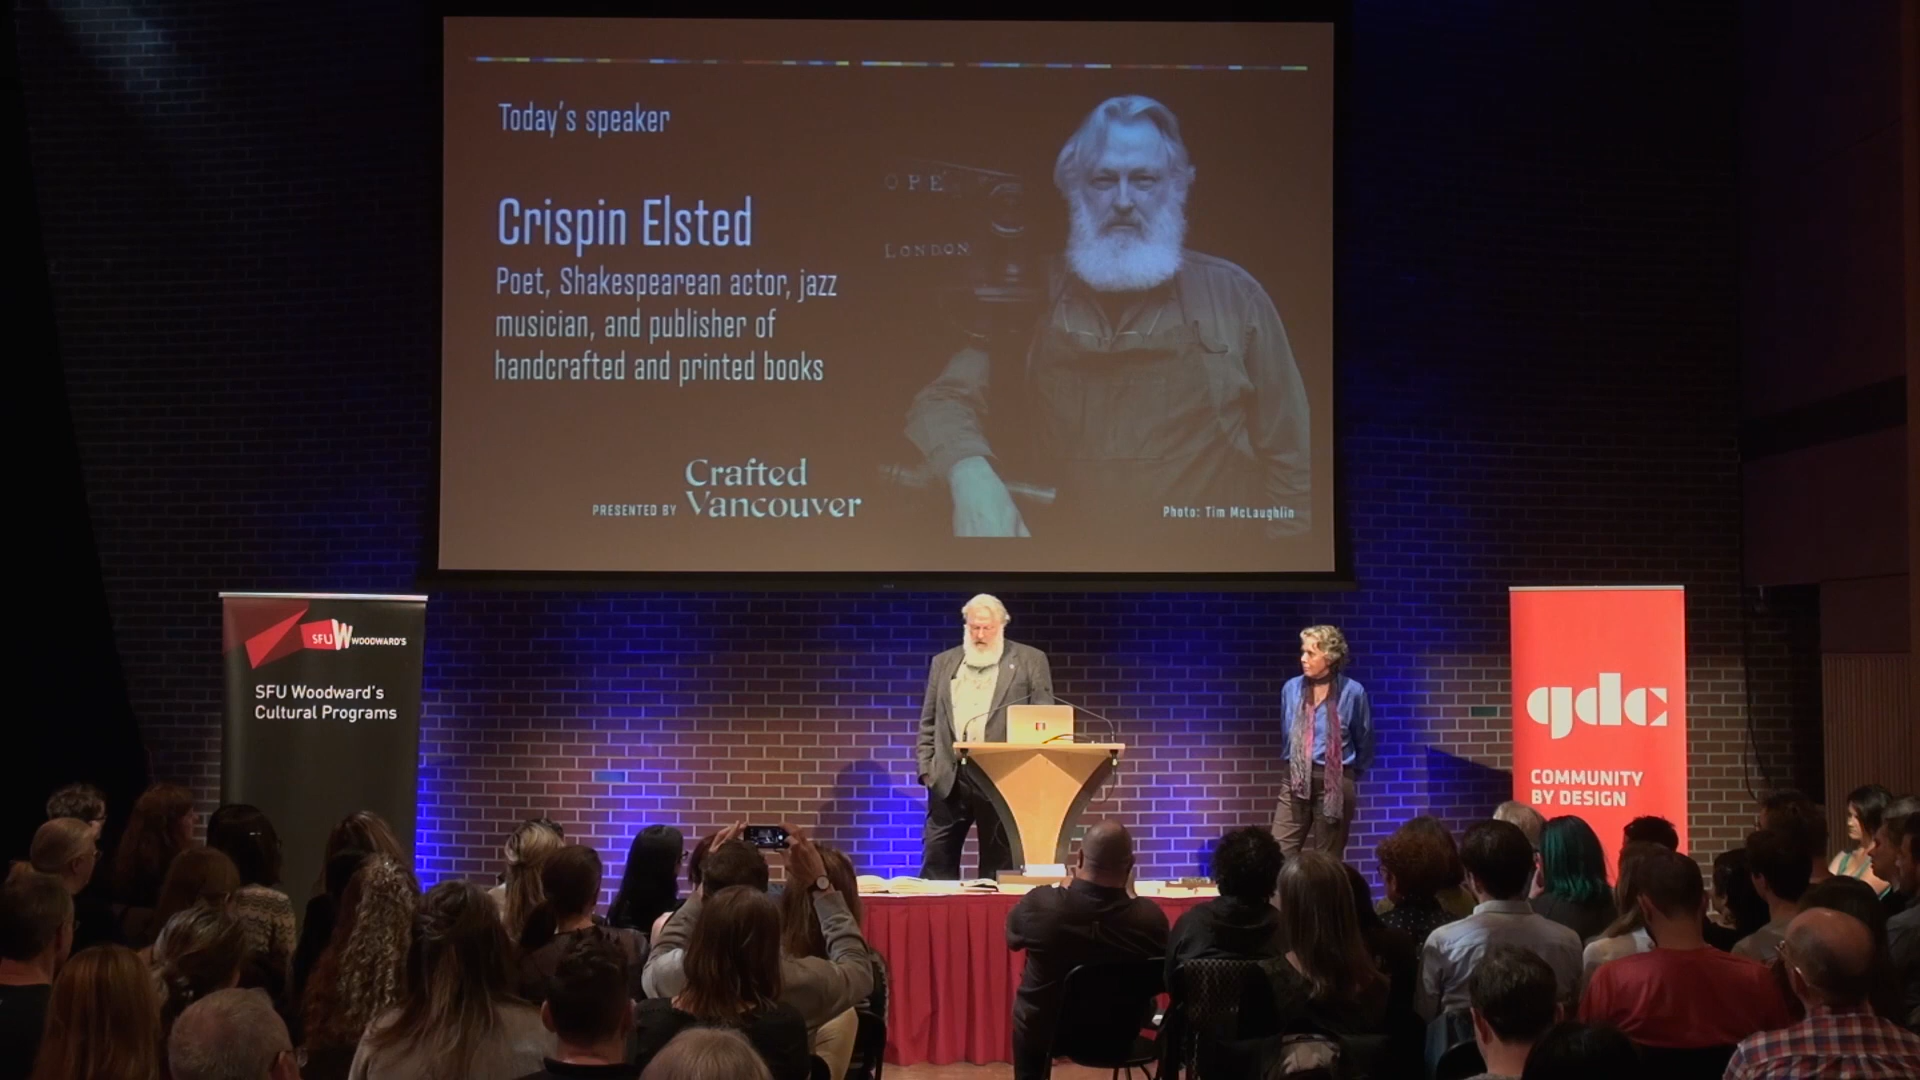 Today's speaker
Crispin Elsted
Poet, Shakespearean actor, jazz
musician, and publisher of
handcrafted and printed books
PRESENTED BY Crafted
Vancouver
OPE
LONDON
Photo: Tim McLaughlin
SFU W WOODWARD'S
SFU Woodward's
Cultural Programs
gdc
COMMUNITY
BY DESIGN